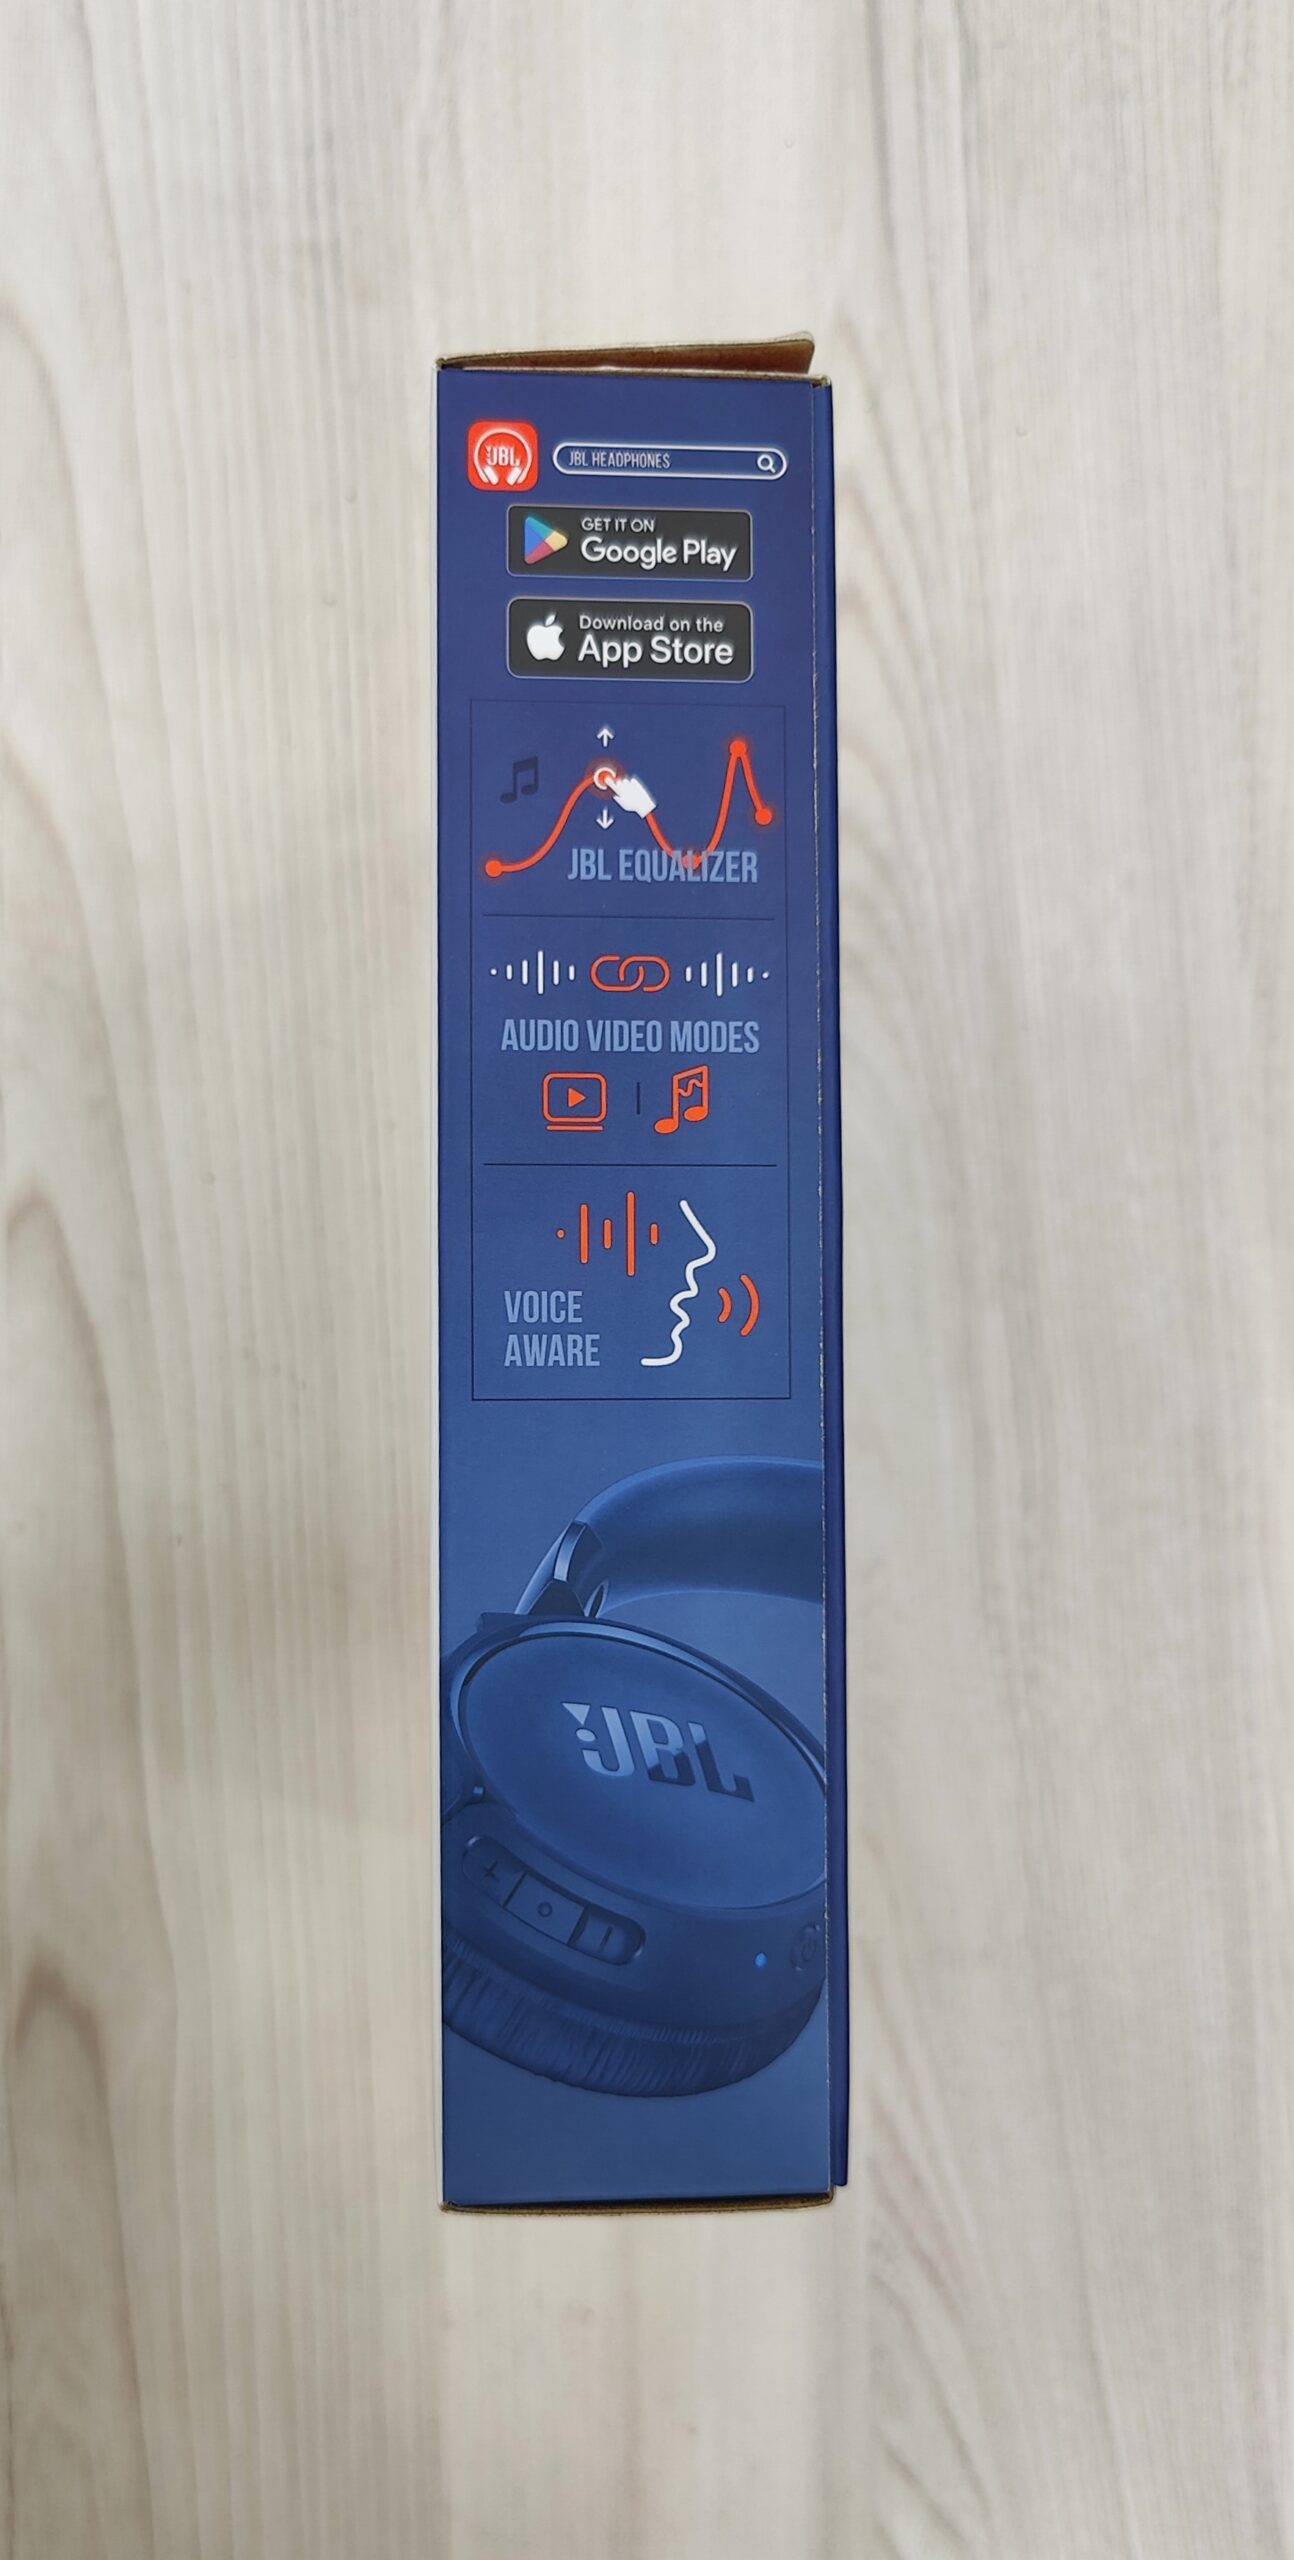 JBL
JBL HEADPHONES
GET IT ON
Google Play
Download on the
App Store
JBL EQUALIZER
AUDIO VIDEO MODES
VOICE
AWARE
JBL